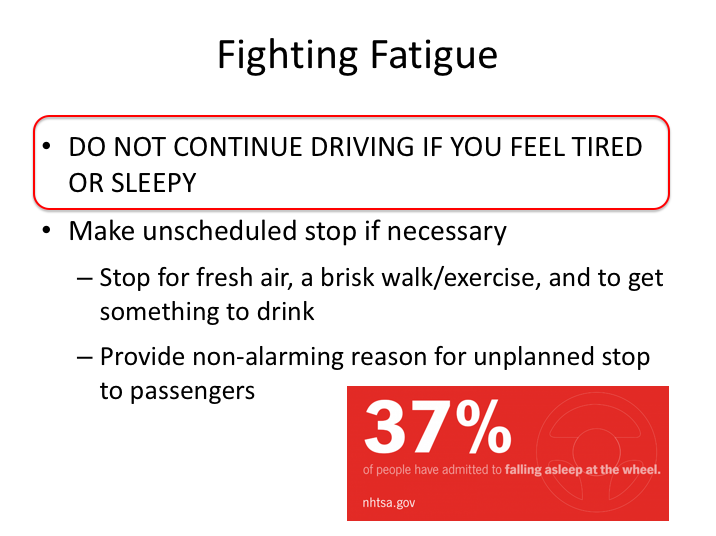 Fighting Fatigue
• DO NOT CONTINUE DRIVING IF YOU FEEL TIRED
OR SLEEPY
• Make unscheduled stop if necessary
– Stop for fresh air, a brisk walk/exercise, and to get
something to drink
– Provide non-alarming reason for unplanned stop
to passengers
37%
of people have admitted to falling asleep at the wheel.
nhtsa.gov